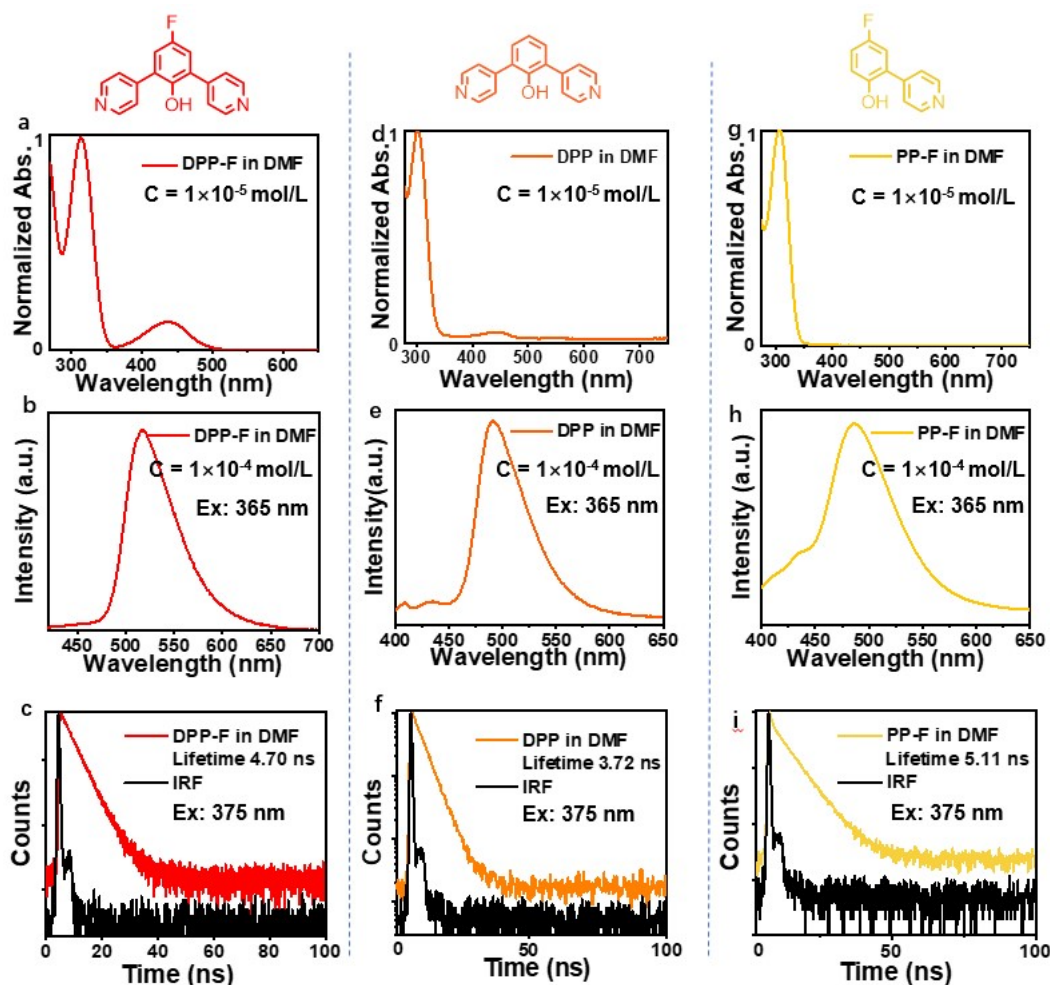 F
N
OH
N
N
OH
N
F
OH
N
a
Normalized Abs.
1
0
DPP-F in DMF
C = 1×10⁻⁵ mol/L
300 400 500 600
Wavelength (nm)
d
Normalized Abs.
1
0
DPP in DMF
C = 1×10⁻⁵ mol/L
300 400 500 600 700
Wavelength (nm)
g
Normalized Abs.
1
0
PP-F in DMF
C = 1×10⁻⁵ mol/L
300 400 500 600 700
Wavelength (nm)
b
Intensity (a.u.)
DPP-F in DMF
C = 1×10⁻⁴ mol/L
Ex: 365 nm
450 500 550 600 650 700
Wavelength (nm)
e
Intensity(a.u.)
DPP in DMF
C = 1×10⁻⁴ mol/L
Ex: 365 nm
400 450 500 550 600 650
Wavelength (nm)
h
Intensity (a.u.)
PP-F in DMF
C = 1×10⁻⁴ mol/L
Ex: 365 nm
400 450 500 550 600 650
Wavelength (nm)
c
Counts
DPP-F in DMF
Lifetime 4.70 ns
IRF
Ex: 375 nm
0 20 40 60 80 100
Time (ns)
f
Counts
DPP in DMF
Lifetime 3.72 ns
IRF
Ex: 375 nm
0 50 100
Time (ns)
i
Counts
PP-F in DMF
Lifetime 5.11 ns
IRF
Ex: 375 nm
0 50 100
Time (ns)